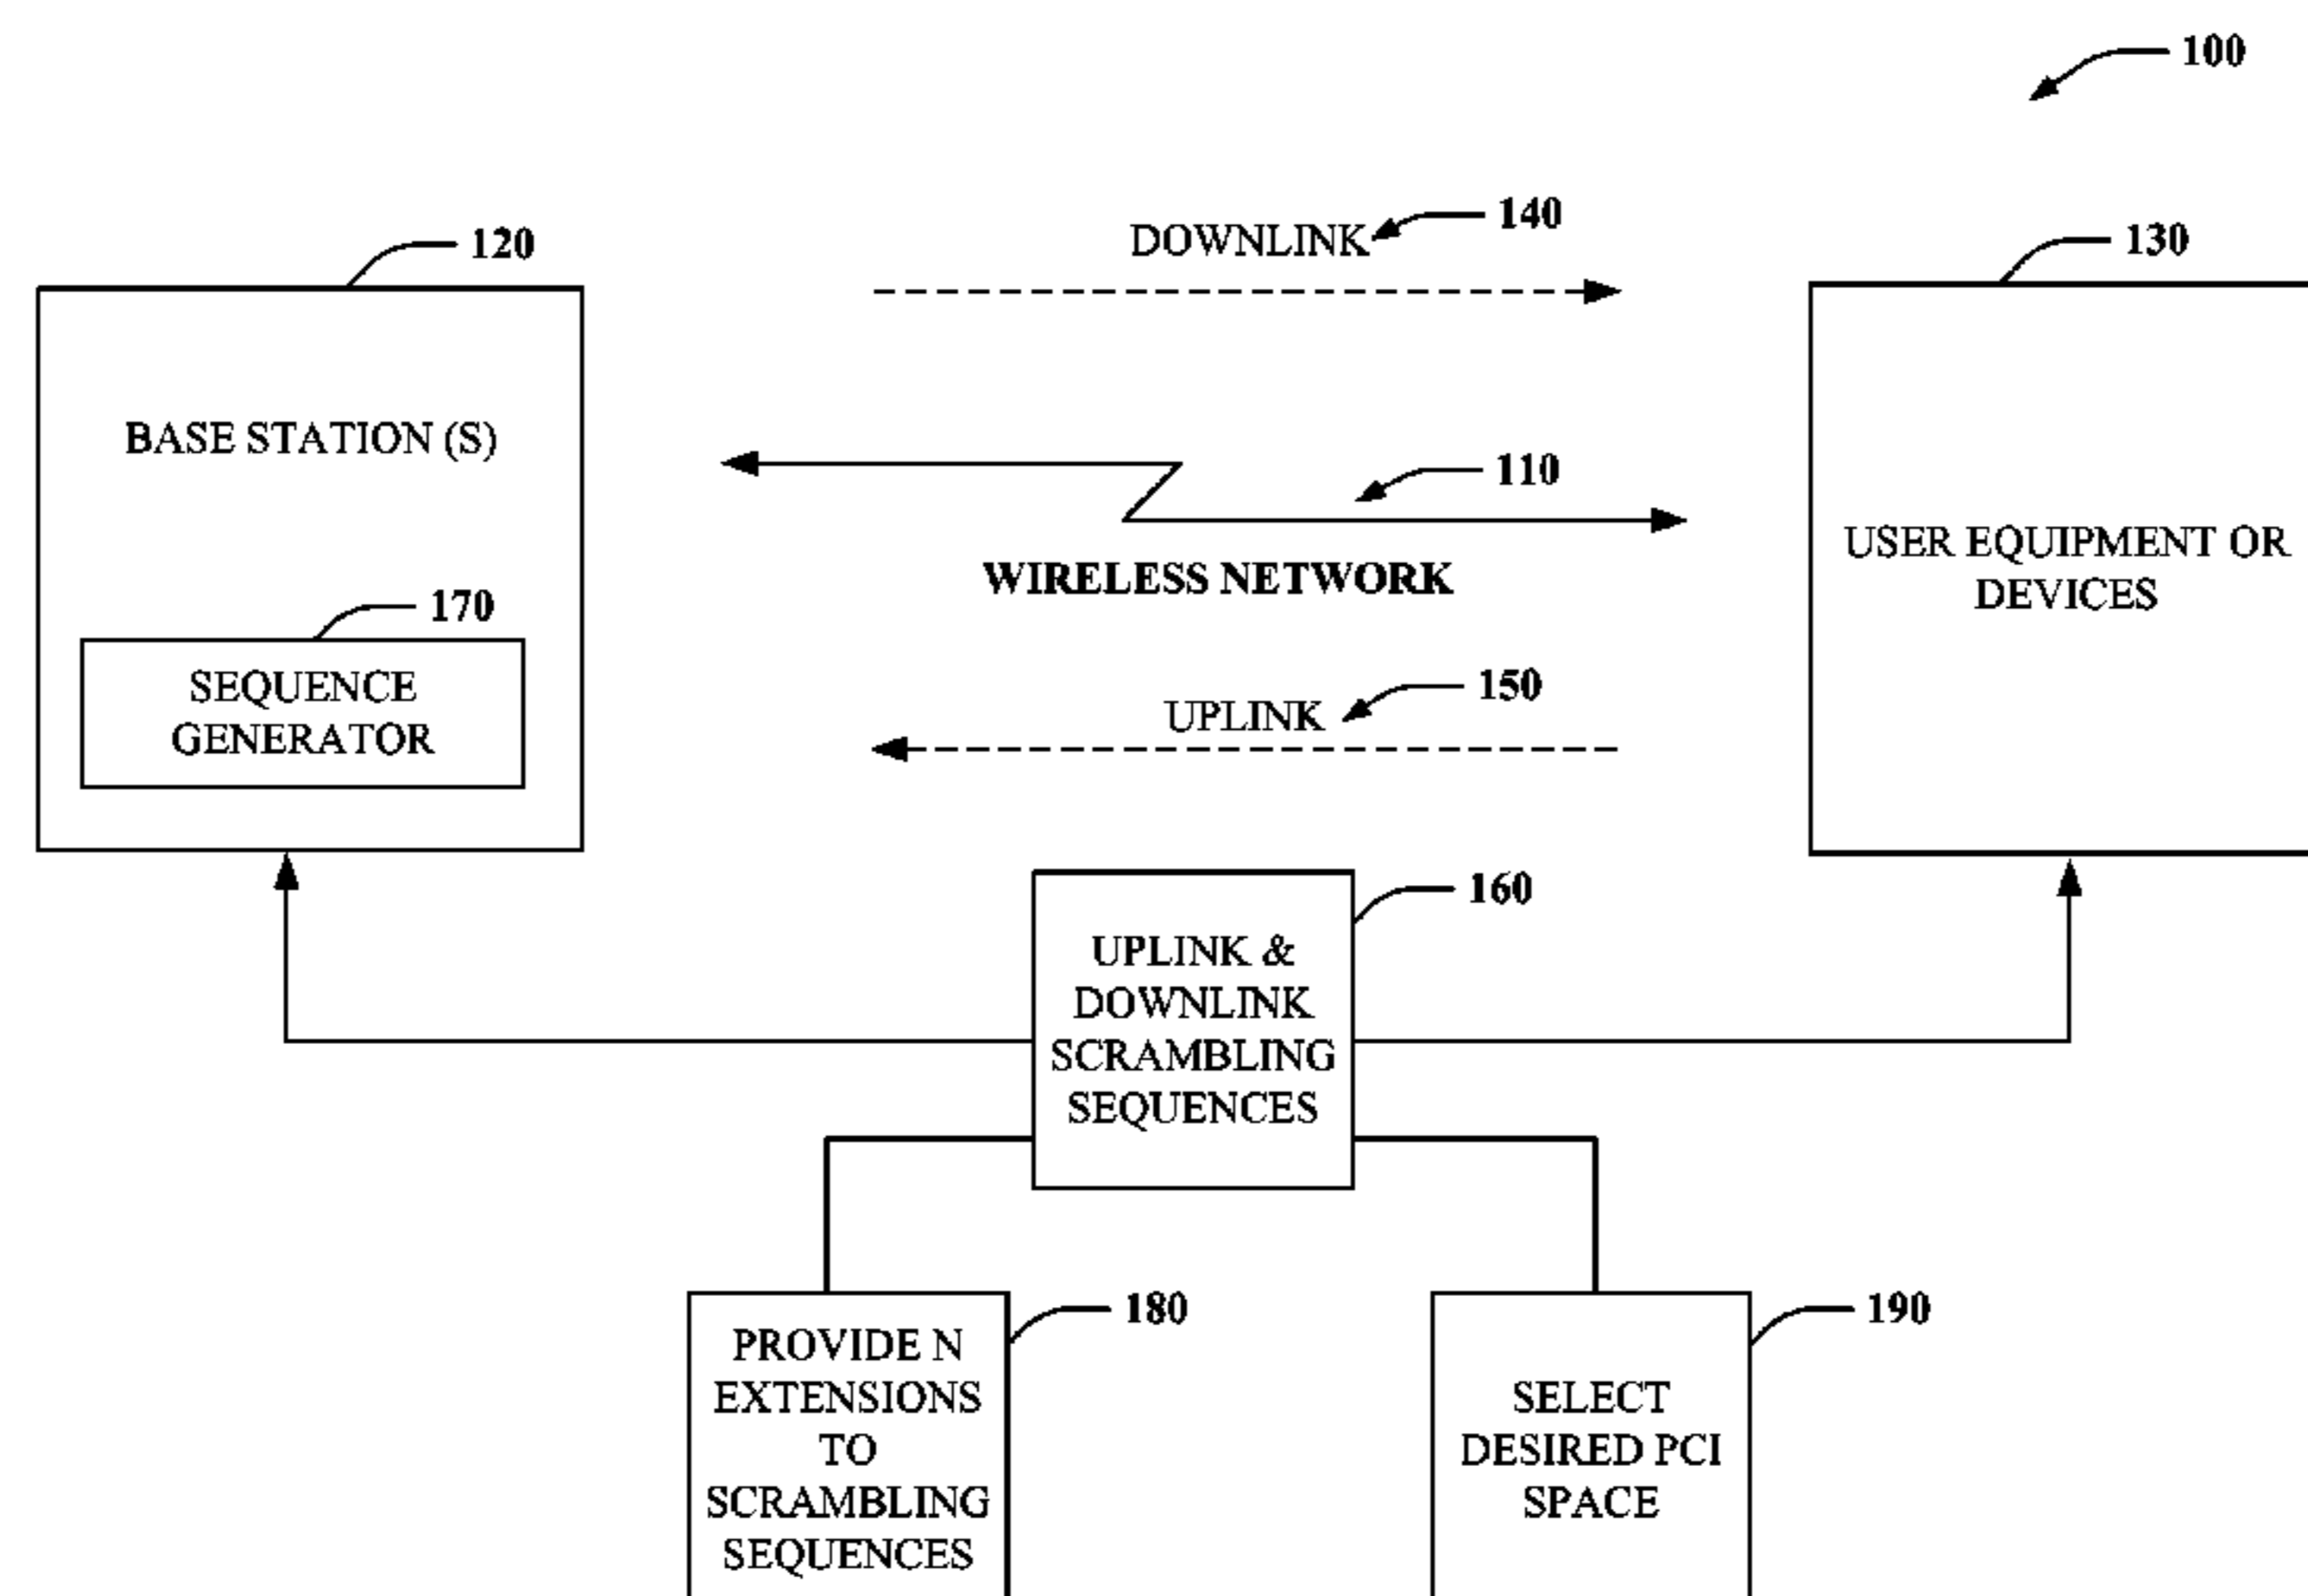 100
DOWNLINK
140
120
130
BASE STATION (S)
110
WIRELESS NETWORK
USER EQUIPMENT OR
DEVICES
170
SEQUENCE
GENERATOR
150
UPLINK
160
UPLINK &
DOWNLINK
SCRAMBLING
SEQUENCES
180
PROVIDE N
EXTENSIONS
TO
SCRAMBLING
SEQUENCES
190
SELECT
DESIRED PCI
SPACE